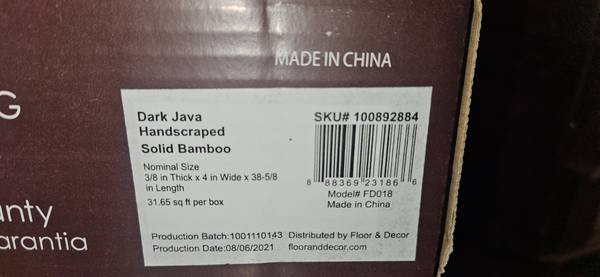 MADE IN CHINA
G
Dark Java
Handscraped
Solid Bamboo
SKU# 100892884
Nominal Size
3/8 in Thick x 4 in Wide x 38-5/8
in Length
31.65 sq ft per box
8 88369 23186 6
Model# FD018
Made in China
Production Batch:1001110143 Distributed by Floor & Decor
Production Date:08/06/2021 flooranddecor.com
anty
arantia